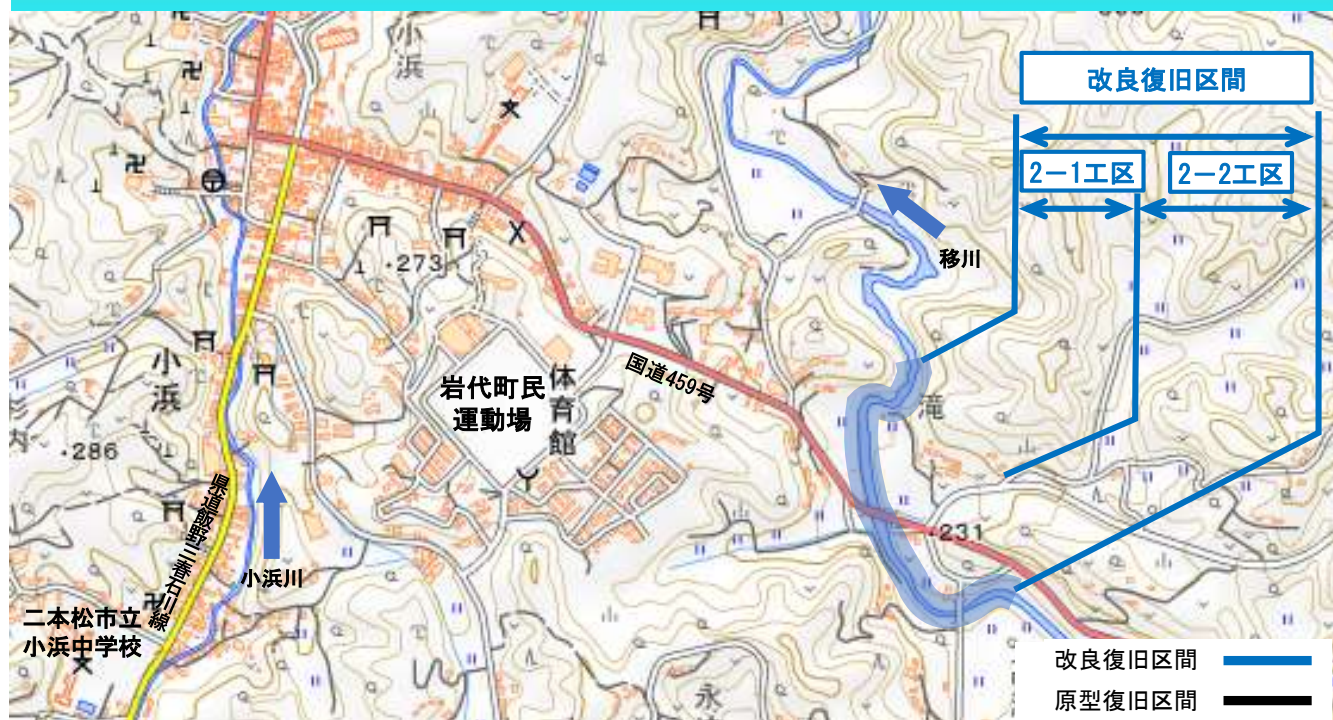 小浜
改良復旧区間
2－1工区
2－2工区
移川
・273
小浜
岩代町民
運動場
体育館
国道459号
滝
内
・286
・231
県道飯野三春石川線
小浜川
二本松市立
小浜中学校
永
改良復旧区間
原型復旧区間